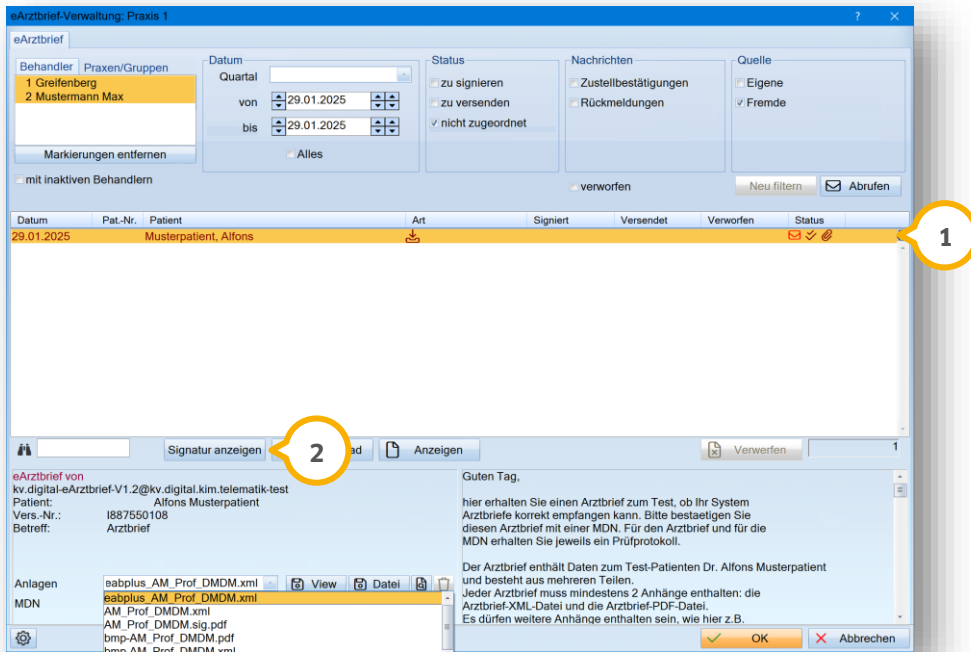 eArztbrief-Verwaltung: Praxis 1
eArztbrief
Behandler Praxen/Gruppen
1 Greifenberg
2 Mustermann Max
Markierungen entfernen
mit inaktiven Behandlern
Datum
Quartal
von 29.01.2025
bis 29.01.2025
Alles
Status
zu signieren
zu versenden
nicht zugeordnet
Nachrichten
Zustellbestätigungen
Rückmeldungen
verworfen
Quelle
Eigene
Fremde
Neu filtern Abrufen
Datum Pat.-Nr. Patient Art Signiert Versendet Verworfen Status
29.01.2025 Musterpatient, Alfons
1
Signatur anzeigen 2 ad Anzeigen Verwerfen 1
eArztbrief von
kv.digital-eArztbrief-V1.2@kv.digital.kim.telematik-test
Patient: Alfons Musterpatient
Vers.-Nr.: I887550108
Betreff: Arztbrief
Guten Tag,
hier erhalten Sie einen Arztbrief zum Test, ob Ihr System
Arztbriefe korrekt empfangen kann. Bitte bestaetigen Sie
diesen Arztbrief mit einer MDN. Für den Arztbrief und für die
MDN erhalten Sie jeweils ein Prüfprotokoll.
Der Arztbrief enthält Daten zum Test-Patienten Dr. Alfons Musterpatient
und besteht aus mehreren Teilen.
Jeder Arztbrief muss mindestens 2 Anhänge enthalten: die
Arztbrief-XML-Datei und die Arztbrief-PDF-Datei.
Es dürfen weitere Anhänge enthalten sein, wie hier z.B.
Anlagen eabplus_AM_Prof_DMDM.xml View Datei
MDN
eabplus_AM_Prof_DMDM.xml
AM_Prof_DMDM.xml
AM_Prof_DMDM.sig.pdf
bmp-AM_Prof_DMDM.pdf
bmp-AM_Prof_DMDM.xml
OK Abbrechen